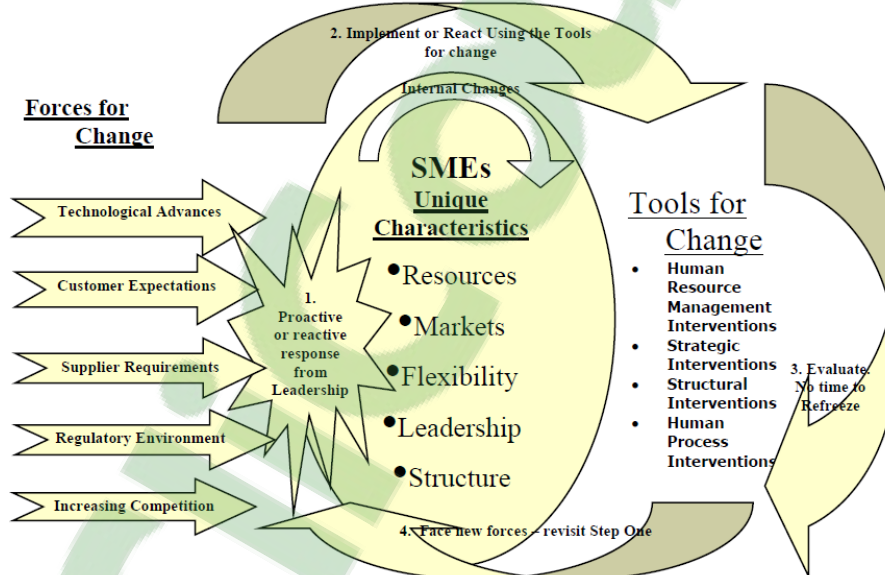 2. Implement or React Using the Tools
for change
Internal Changes
Forces for
Change
SMEs
Unique
Characteristics
•Resources
•Markets
•Flexibility
•Leadership
•Structure
Technological Advances
Customer Expectations
Supplier Requirements
Regulatory Environment
Increasing Competition
1.
Proactive
or reactive
response
from
Leadership
Tools for
Change
• Human
Resource
Management
Interventions
• Strategic
Interventions
• Structural
Interventions
• Human
Process
Interventions
3. Evaluate.
No time to
Refreeze
4. Face new forces – revisit Step One